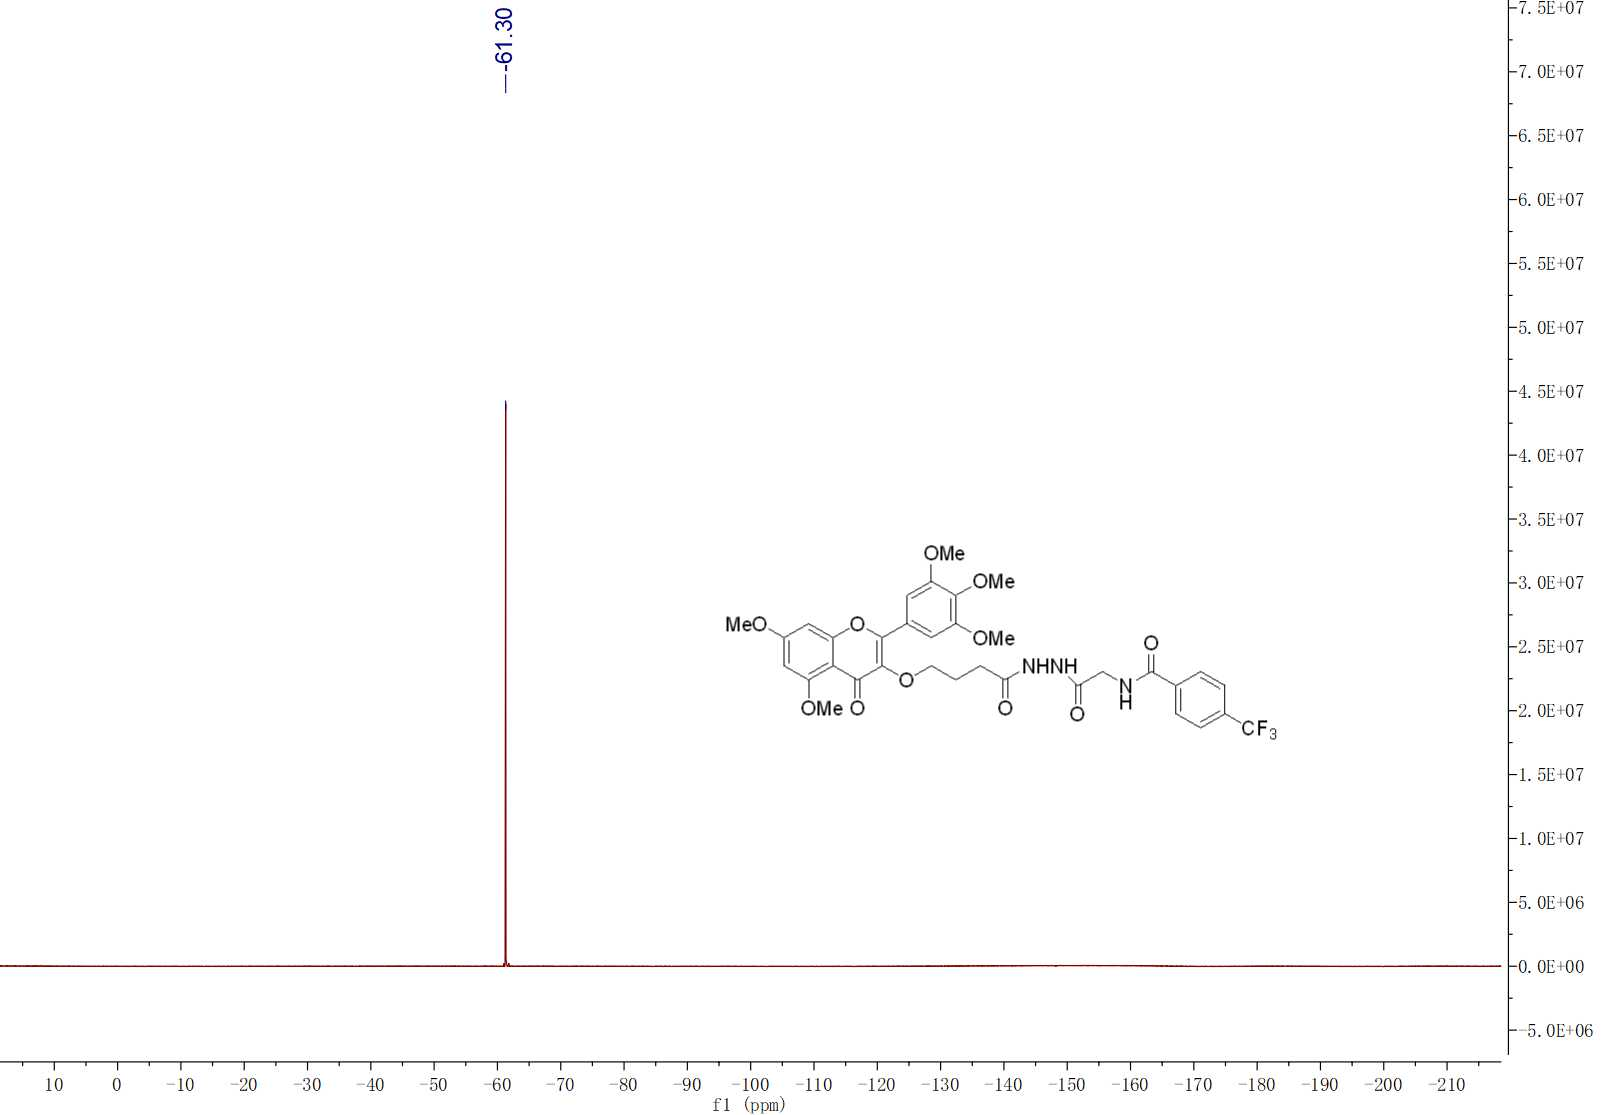 -61.30
7.5E+07
7.0E+07
6.5E+07
6.0E+07
5.5E+07
5.0E+07
4.5E+07
4.0E+07
3.5E+07
3.0E+07
2.5E+07
2.0E+07
1.5E+07
1.0E+07
5.0E+06
0.0E+00
-5.0E+06
OMe
OMe
MeO
O
OMe
O
NHNH
O
N
H
OMe
O
O
O
CF3
10 0 -10 -20 -30 -40 -50 -60 -70 -80 -90 -100 -110 -120 -130 -140 -150 -160 -170 -180 -190 -200 -210
f1 (ppm)